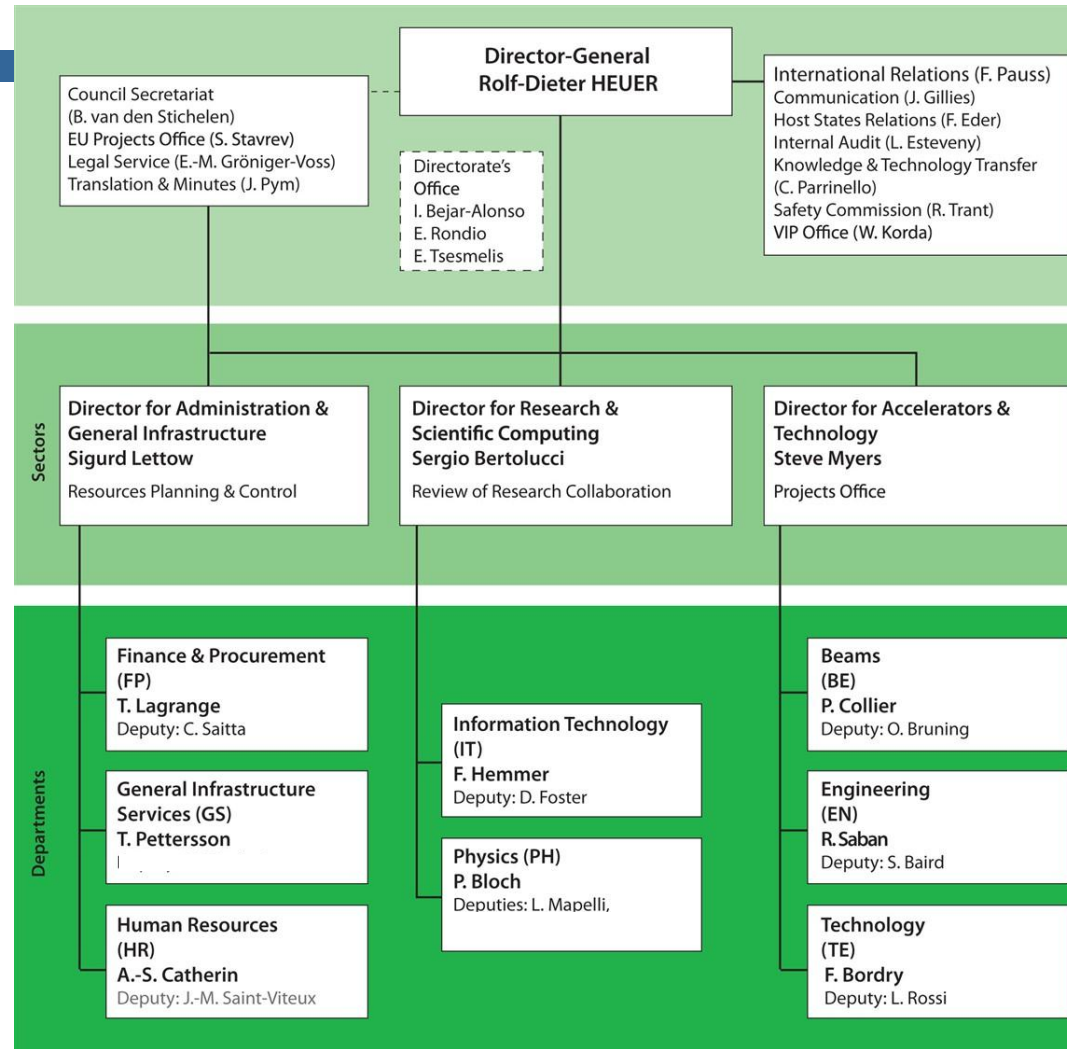 Director-General
Rolf-Dieter HEUER
Council Secretariat
(B. van den Stichelen)
EU Projects Office (S. Stavrev)
Legal Service (E.-M. Gröniger-Voss)
Translation & Minutes (J. Pym)
Directorate's
Office
I. Bejar-Alonso
E. Rondio
E. Tsesmelis
International Relations (F. Pauss)
Communication (J. Gillies)
Host States Relations (F. Eder)
Internal Audit (L. Esteveny)
Knowledge & Technology Transfer
(C. Parrinello)
Safety Commission (R. Trant)
VIP Office (W. Korda)
Sectors
Director for Administration &
General Infrastructure
Sigurd Lettow
Resources Planning & Control
Director for Research &
Scientific Computing
Sergio Bertolucci
Review of Research Collaboration
Director for Accelerators &
Technology
Steve Myers
Projects Office
Departments
Finance & Procurement
(FP)
T. Lagrange
Deputy: C. Saitta
General Infrastructure
Services (GS)
T. Pettersson
Human Resources
(HR)
A.-S. Catherin
Deputy: J.-M. Saint-Viteux
Information Technology
(IT)
F. Hemmer
Deputy: D. Foster
Physics (PH)
P. Bloch
Deputies: L. Mapelli,
Beams
(BE)
P. Collier
Deputy: O. Bruning
Engineering
(EN)
R.Saban
Deputy: S. Baird
Technology
(TE)
F. Bordry
Deputy: L. Rossi